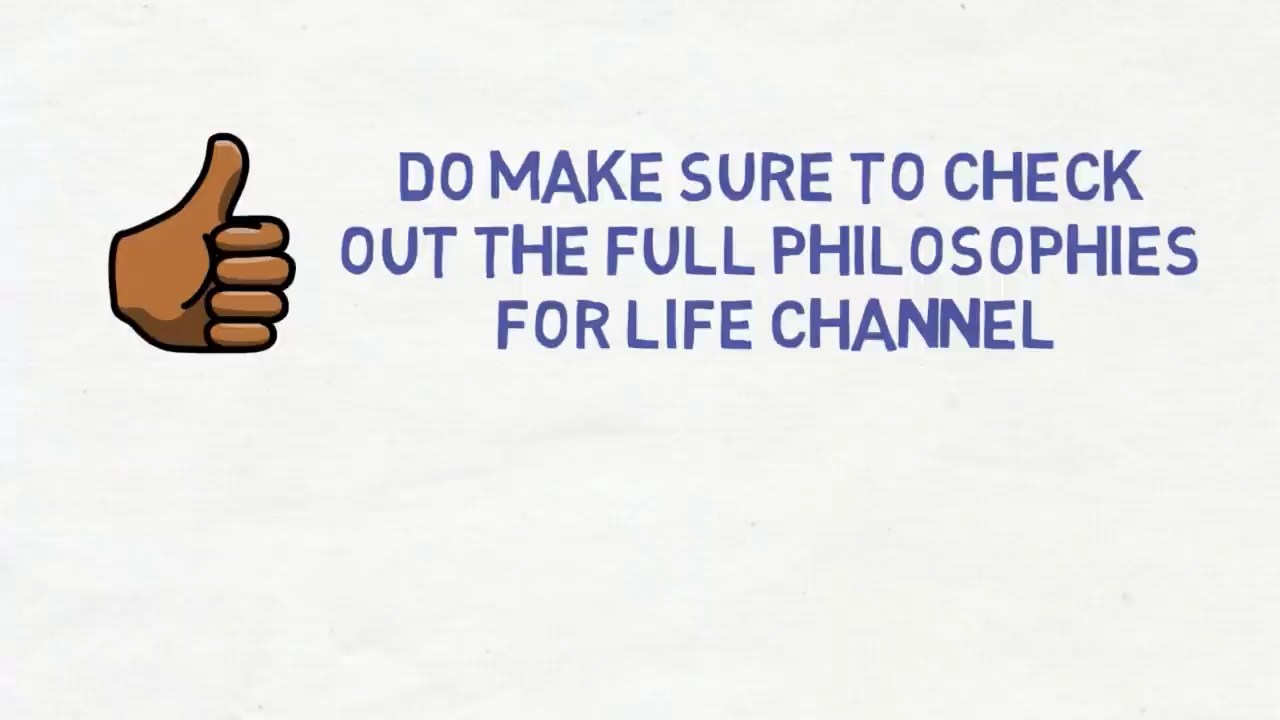 DO MAKE SURE TO CHECK
OUT THE FULL PHILOSOPHIES
FOR LIFE CHANNEL